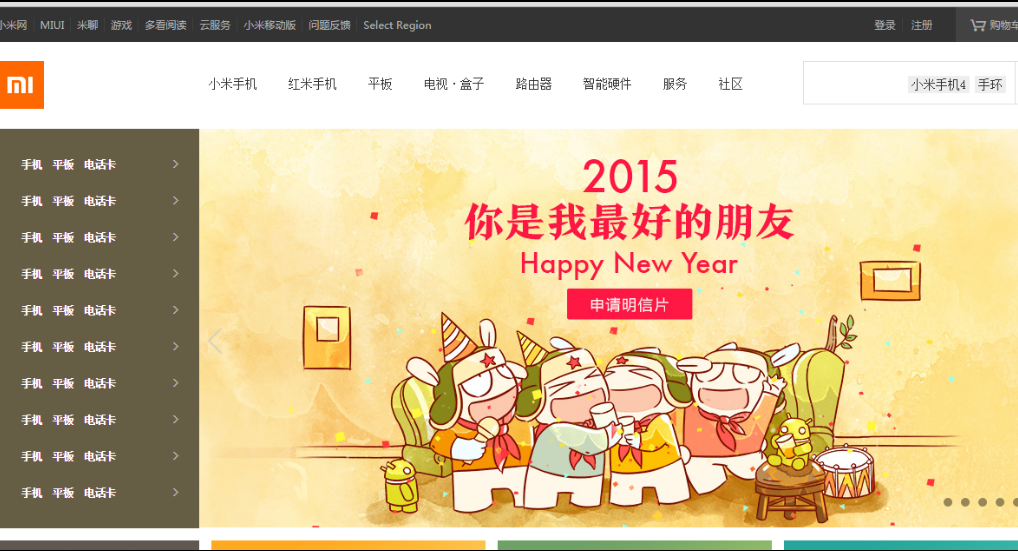 小米网 MIUI 米聊 游戏 多看阅读 云服务 小米移动版 问题反馈 Select Region 登录 注册 购物车
MI 小米手机 红米手机 平板 电视·盒子 路由器 智能硬件 服务 社区 小米手机4 手环
手机 平板 电话卡
手机 平板 电话卡
手机 平板 电话卡
手机 平板 电话卡
手机 平板 电话卡
手机 平板 电话卡
手机 平板 电话卡
手机 平板 电话卡
手机 平板 电话卡
手机 平板 电话卡
2015
你是我最好的朋友
Happy New Year
申请明信片